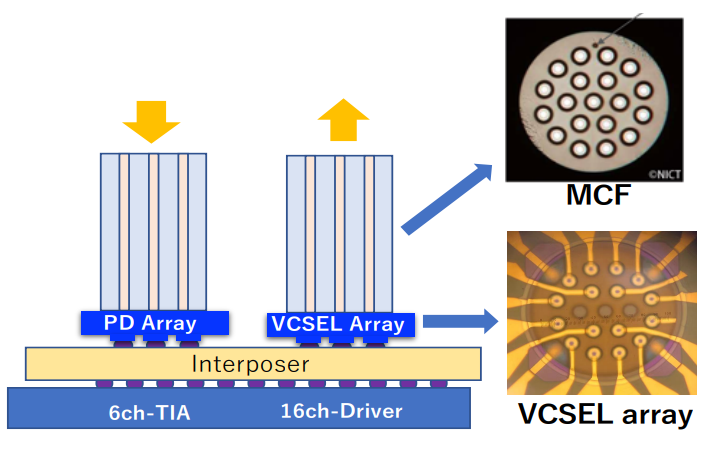 ©NICT
MCF
PD Array
VCSEL Array
Interposer
6ch-TIA
16ch-Driver
VCSEL array